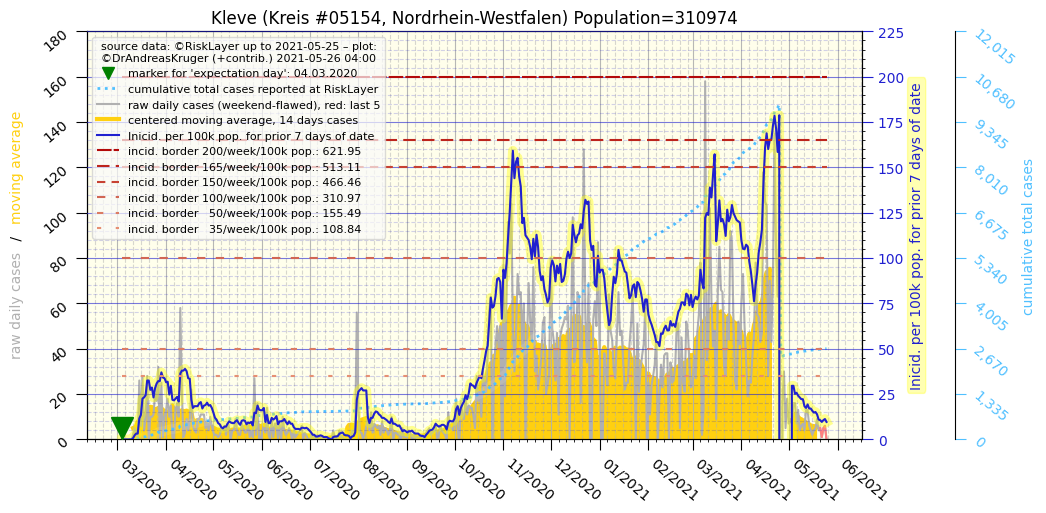 Kleve (Kreis #05154, Nordrhein-Westfalen) Population=310974
source data: ©RiskLayer up to 2021-05-25 – plot:
©DrAndreasKruger (+contrib.) 2021-05-26 04:00
marker for 'expectation day': 04.03.2020
cumulative total cases reported at RiskLayer
raw daily cases (weekend-flawed), red: last 5
centered moving average, 14 days cases
Inicid. per 100k pop. for prior 7 days of date
incid. border 200/week/100k pop.: 621.95
incid. border 165/week/100k pop.: 513.11
incid. border 150/week/100k pop.: 466.46
incid. border 100/week/100k pop.: 310.97
incid. border 50/week/100k pop.: 155.49
incid. border 35/week/100k pop.: 108.84
raw daily cases / moving average
180
160
140
120
100
80
60
40
20
0
03/2020
04/2020
05/2020
06/2020
07/2020
08/2020
09/2020
10/2020
11/2020
12/2020
01/2021
02/2021
03/2021
04/2021
05/2021
06/2021
225
200
175
150
125
100
75
50
25
0
Inicid. per 100k pop. for prior 7 days of date
12,015
10,680
9,345
8,010
6,675
5,340
4,005
2,670
1,335
0
cumulative total cases